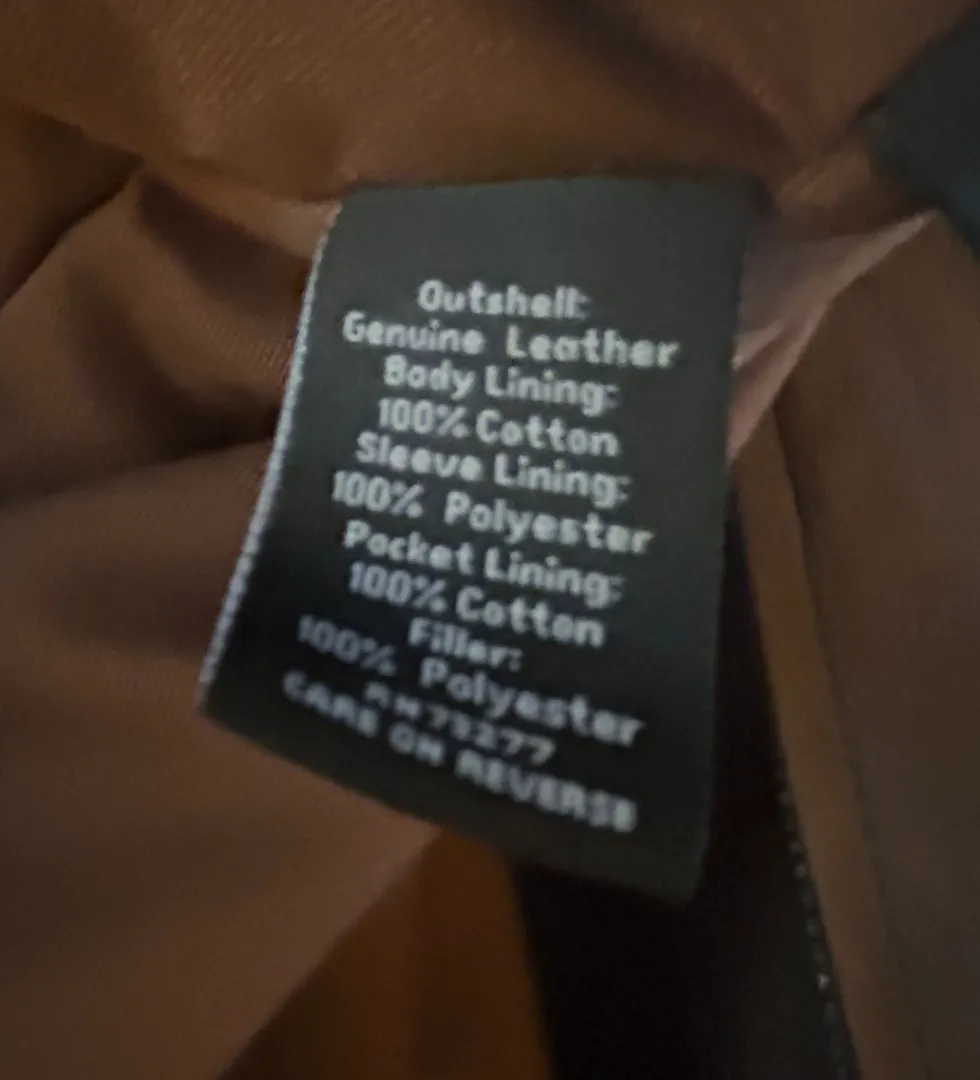 Outshell:
Genuine Leather
Body Lining:
100% Cotton
Sleeve Lining:
100% Polyester
Pocket Lining:
100% Cotton
Filler:
100% Polyester
CARE ON REVERSE